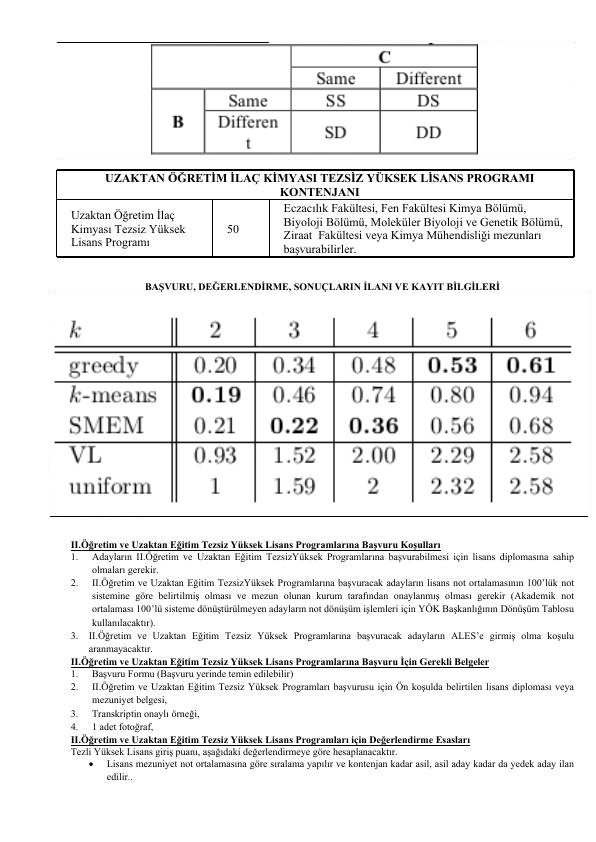 C
Same Different
B Same SS DS
Differen
t SD DD
UZAKTAN ÖĞRETİM İLAÇ KİMYASI TEZSİZ YÜKSEK LİSANS PROGRAMI
KONTENJANI
Uzaktan Öğretim İlaç
Kimyası Tezsiz Yüksek
Lisans Programı
50
Eczacılık Fakültesi, Fen Fakültesi Kimya Bölümü,
Biyoloji Bölümü, Moleküler Biyoloji ve Genetik Bölümü,
Ziraat Fakültesi veya Kimya Mühendisliği mezunları
başvurabilirler.
BAŞVURU, DEĞERLENDİRME, SONUÇLARIN İLANI VE KAYIT BİLGİLERİ
k 2 3 4 5 6
greedy 0.20 0.34 0.48 0.53 0.61
k-means 0.19 0.46 0.74 0.80 0.94
SMEM 0.21 0.22 0.36 0.56 0.68
VL 0.93 1.52 2.00 2.29 2.58
uniform 1 1.59 2 2.32 2.58
II.Öğretim ve Uzaktan Eğitim Tezsiz Yüksek Lisans Programlarına Başvuru Koşulları
1. Adayların II.Öğretim ve Uzaktan Eğitim TezsizYüksek Programlarına başvurabilmesi için lisans diplomasına sahip
olmaları gerekir.
2. II.Öğretim ve Uzaktan Eğitim TezsizYüksek Programlarına başvuracak adayların lisans not ortalamasının 100'lük not
sistemine göre belirtilmiş olması ve mezun olunan kurum tarafından onaylanmış olması gerekir (Akademik not
ortalaması 100'lü sisteme dönüştürülmeyen adayların not dönüşüm işlemleri için YÖK Başkanlığının Dönüşüm Tablosu
kullanılacaktır).
3. II.Öğretim ve Uzaktan Eğitim Tezsiz Yüksek Programlarına başvuracak adayların ALES'e girmiş olma koşulu
aranmayacaktır.
II.Öğretim ve Uzaktan Eğitim Tezsiz Yüksek Lisans Programlarına Başvuru İçin Gerekli Belgeler
1. Başvuru Formu (Başvuru yerinde temin edilebilir)
2. II.Öğretim ve Uzaktan Eğitim Tezsiz Yüksek Programları başvurusu için Ön koşulda belirtilen lisans diploması veya
mezuniyet belgesi,
3. Transkriptin onaylı örneği,
4. 1 adet fotoğraf,
II.Öğretim ve Uzaktan Eğitim Tezsiz Yüksek Lisans Programları için Değerlendirme Esasları
Tezli Yüksek Lisans giriş puanı, aşağıdaki değerlendirmeye göre hesaplanacaktır.
• Lisans mezuniyet not ortalamasına göre sıralama yapılır ve kontenjan kadar asil, asil aday kadar da yedek aday ilan
edilir..